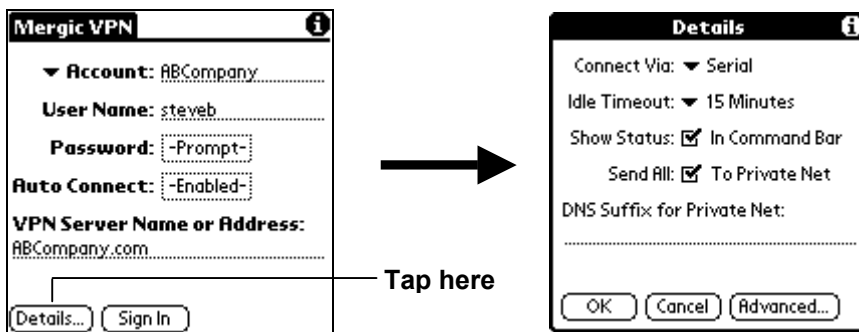 Mergic VPN
Account: ABCompany
User Name: steveb
Password: -Prompt-
Auto Connect: -Enabled-
VPN Server Name or Address:
ABCompany.com
Details... Sign In
Tap here
Details
Connect Via: Serial
Idle Timeout: 15 Minutes
Show Status: In Command Bar
Send All: To Private Net
DNS Suffix for Private Net:
OK Cancel Advanced...